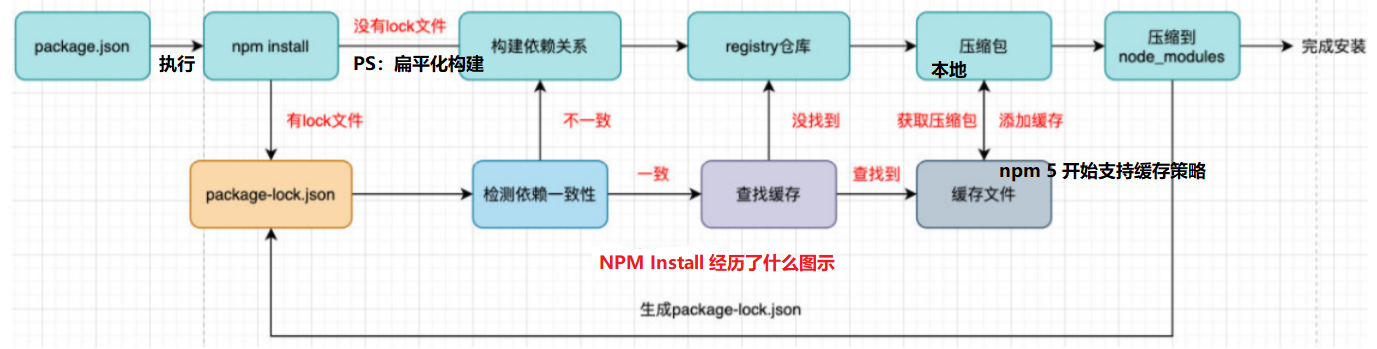 没有lock文件
package.json
执行
npm install
PS：扁平化构建
构建依赖关系
registry仓库
压缩包
本地
压缩到
node_modules
完成安装
有lock文件
不一致
没找到
获取压缩包
添加缓存
package-lock.json
检测依赖一致性
一致
查找缓存
查找到
缓存文件
npm 5 开始支持缓存策略
NPM Install 经历了什么图示
生成package-lock.json